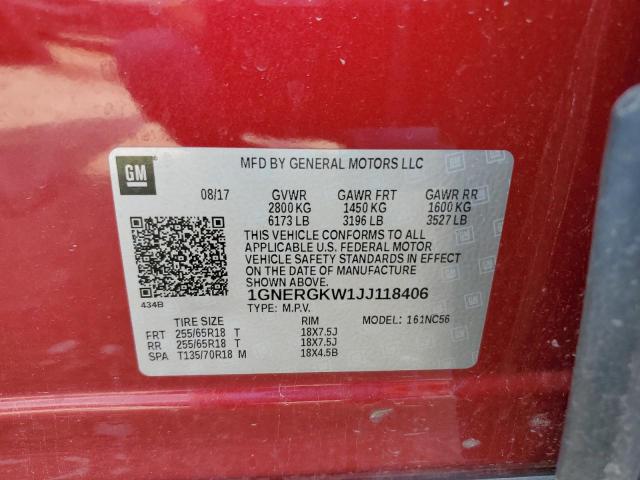 GM
MFD BY GENERAL MOTORS LLC
08/17 GVWR GAWR FRT GAWR RR
2800 KG 1450 KG 1600 KG
6173 LB 3196 LB 3527 LB
THIS VEHICLE CONFORMS TO ALL
APPLICABLE U.S. FEDERAL MOTOR
VEHICLE SAFETY STANDARDS IN EFFECT
ON THE DATE OF MANUFACTURE
SHOWN ABOVE.
434B
1GNERGKW1JJ118406
TYPE: M.P.V.
TIRE SIZE RIM MODEL: 161NC56
FRT 255/65R18 T 18X7.5J
RR 255/65R18 T 18X7.5J
SPA T135/70R18 M 18X4.5B